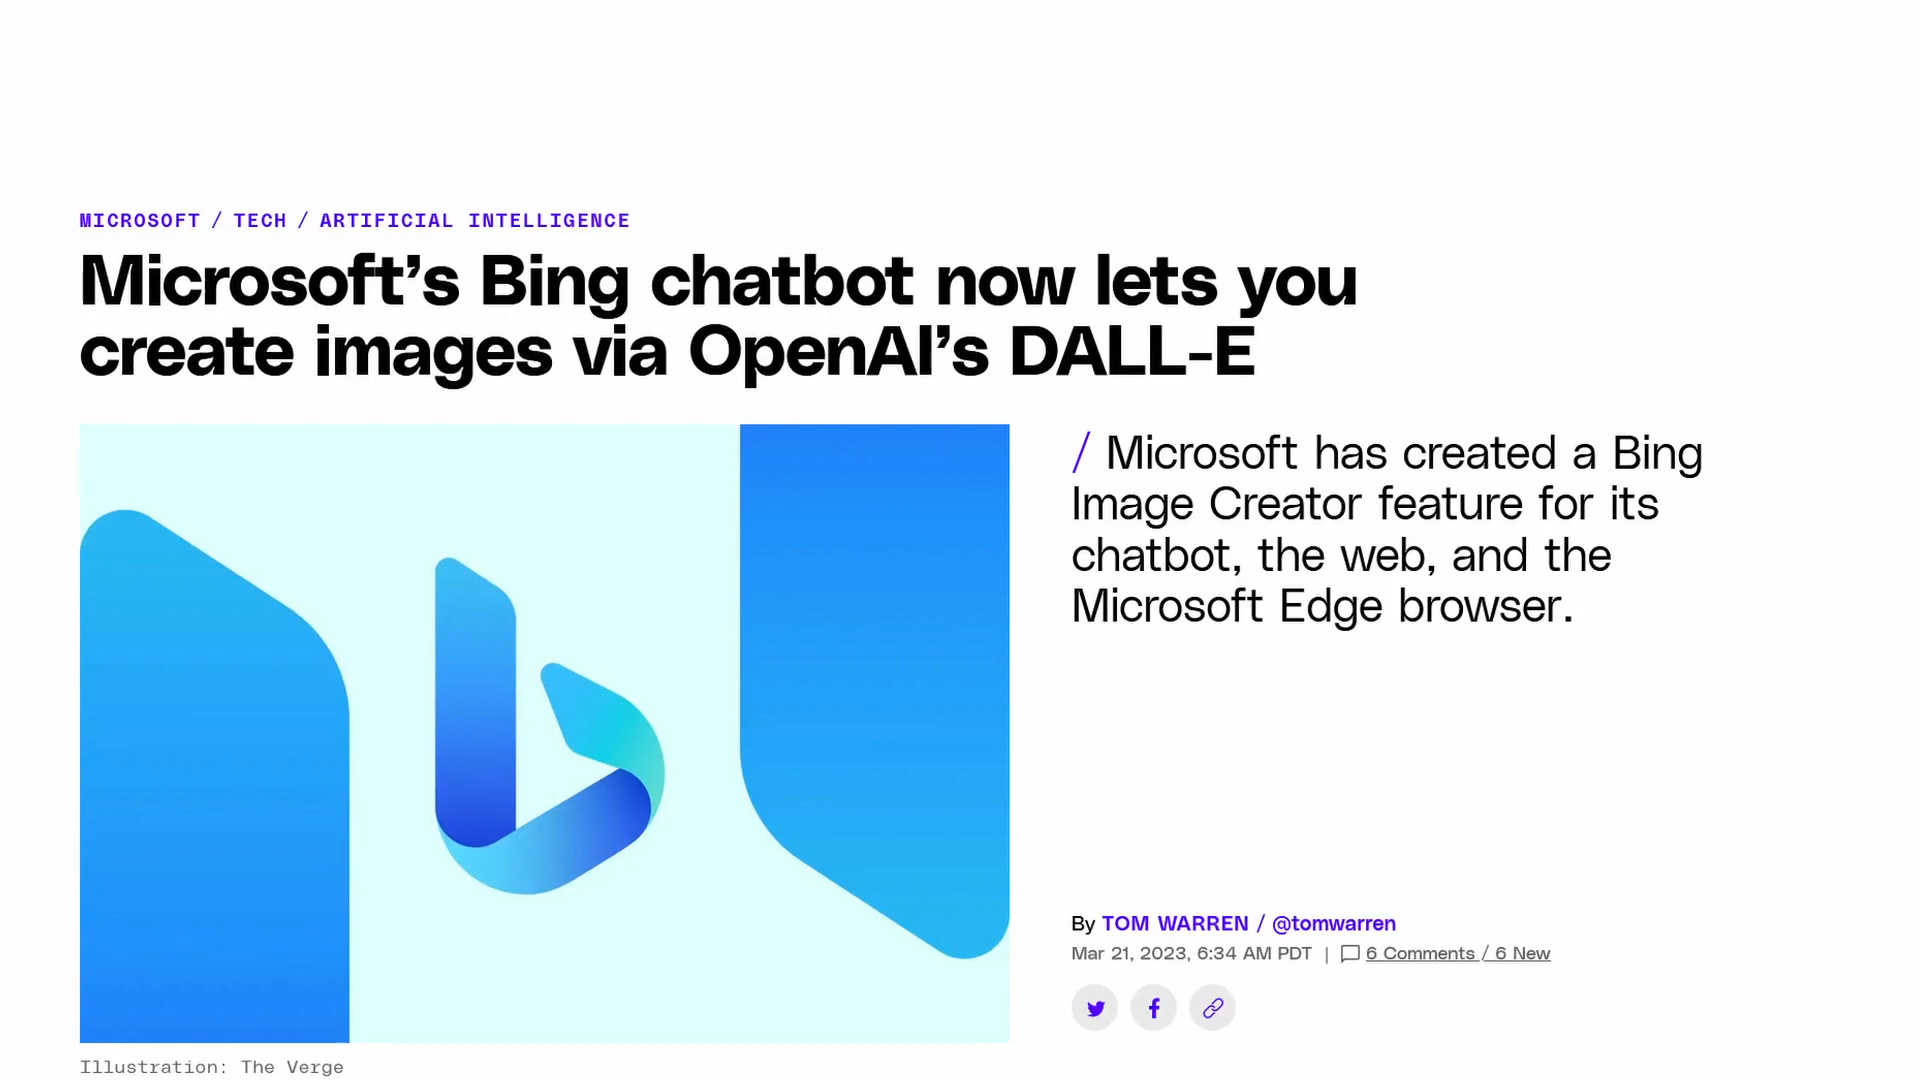 MICROSOFT / TECH / ARTIFICIAL INTELLIGENCE
Microsoft’s Bing chatbot now lets you
create images via OpenAI’s DALL-E
/ Microsoft has created a Bing
Image Creator feature for its
chatbot, the web, and the
Microsoft Edge browser.
By TOM WARREN / @tomwarren
Mar 21, 2023, 6:34 AM PDT | 6 Comments / 6 New
Illustration: The Verge